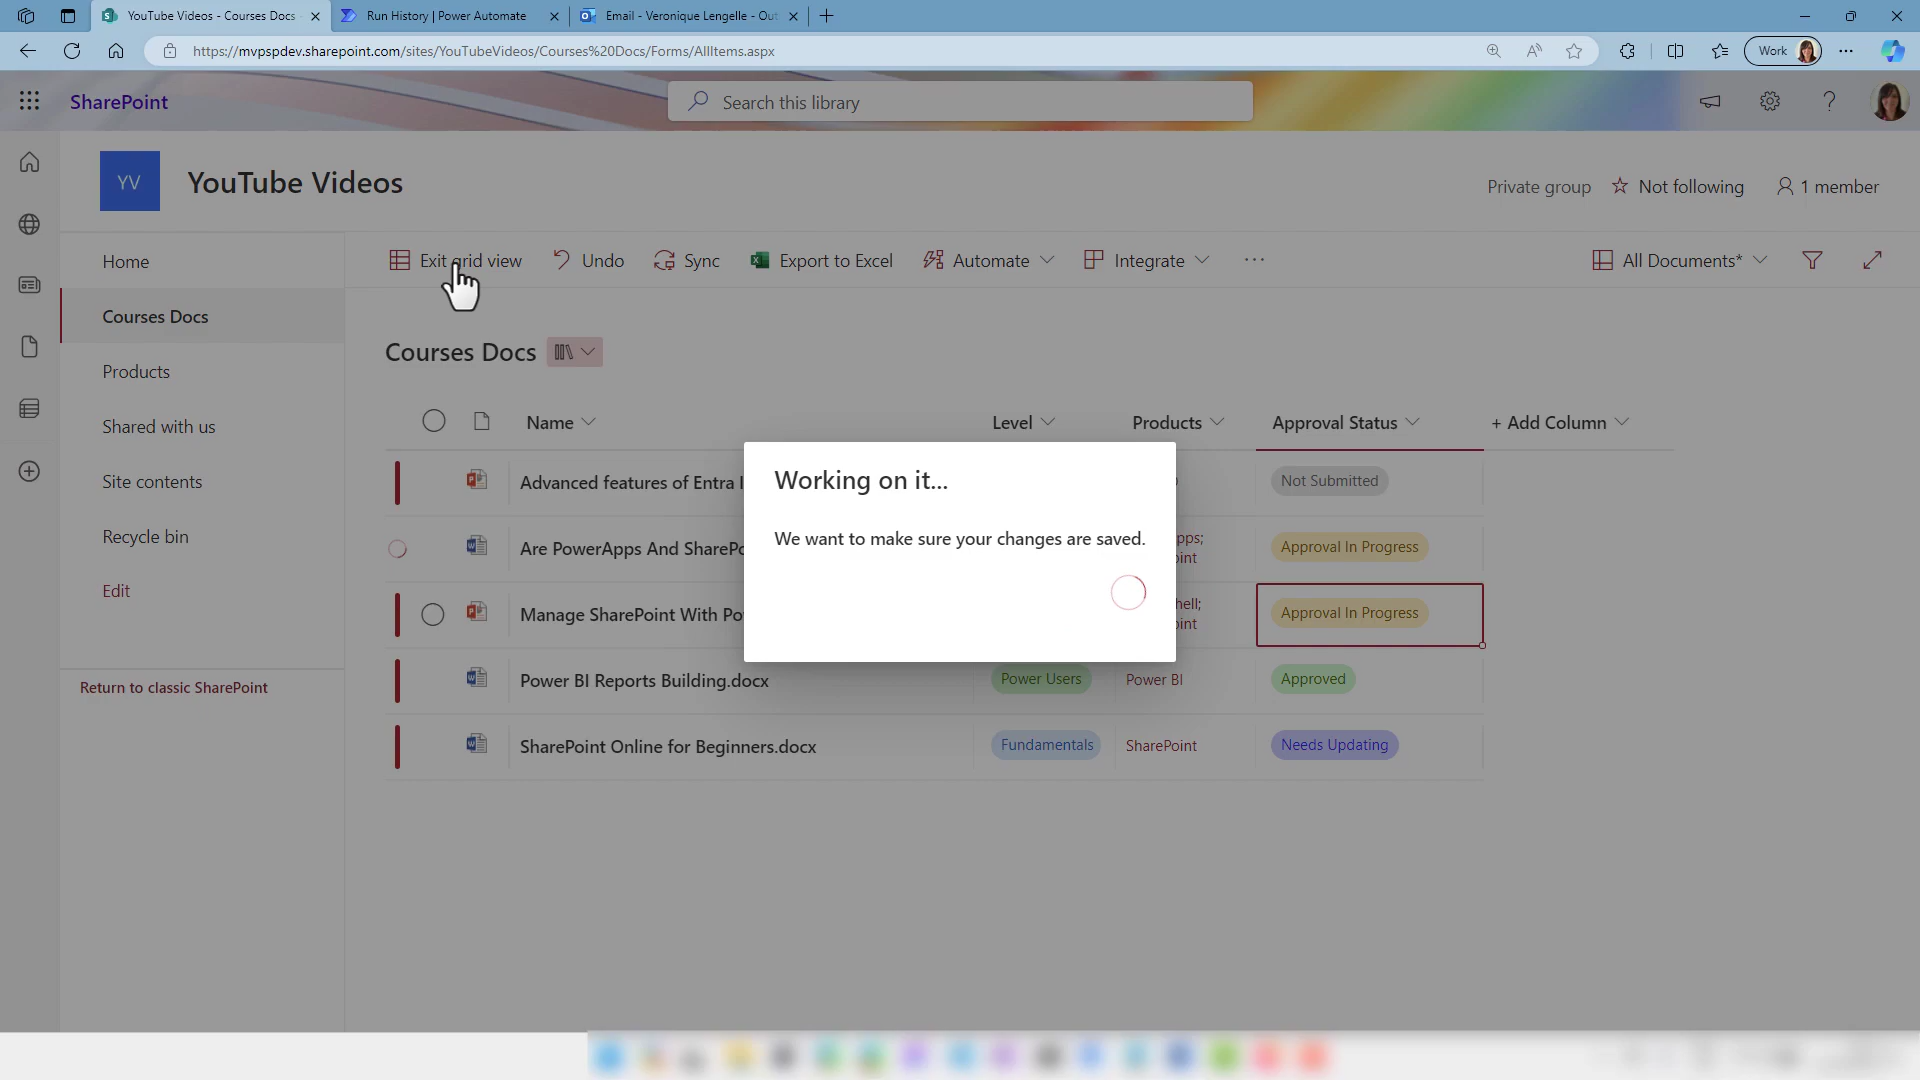 YouTube Videos - Courses Docs
Run History | Power Automate
Email - Veronique Lengelle - Out
https://mvpspdev.sharepoint.com/sites/YouTubeVideos/Courses%20Docs/Forms/AllItems.aspx
Work
SharePoint
Search this library
YV
YouTube Videos
Private group
Not following
1 member
Home
Courses Docs
Products
Shared with us
Site contents
Recycle bin
Edit
Return to classic SharePoint
Exit grid view
Undo
Sync
Export to Excel
Automate
Integrate
All Documents*
Courses Docs
Name
Level
Products
Approval Status
+ Add Column
Advanced features of Entra I
Not Submitted
Are PowerApps And SharePo
pps;
oint
Approval In Progress
Manage SharePoint With Po
hell;
oint
Approval In Progress
Power BI Reports Building.docx
Power Users
Power BI
Approved
SharePoint Online for Beginners.docx
Fundamentals
SharePoint
Needs Updating
Working on it...
We want to make sure your changes are saved.